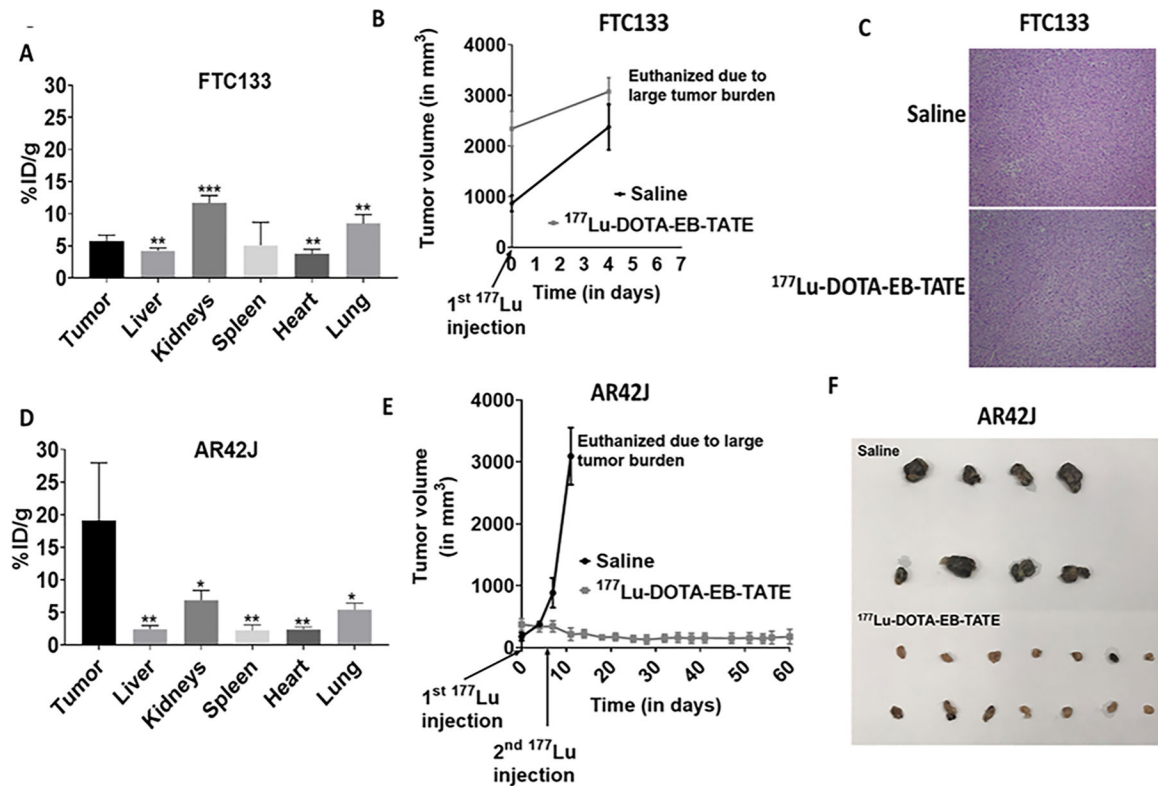 A
FTC133
%ID/g
30
25
20
15
10
5
0
***
**
**
**
Tumor
Liver
Kidneys
Spleen
Heart
Lung
B
FTC133
Tumor volume (in mm3)
4000
3000
2000
1000
0
Euthanized due to
large tumor burden
Saline
177Lu-DOTA-EB-TATE
0 1 2 3 4 5 6 7
Time (in days)
1st 177Lu
injection
C
FTC133
Saline
177Lu-DOTA-EB-TATE
D
AR42J
%ID/g
30
25
20
15
10
5
0
**
*
**
**
*
Tumor
Liver
Kidneys
Spleen
Heart
Lung
E
AR42J
Tumor volume
(in mm3)
4000
3000
2000
1000
0
Euthanized due to large
tumor burden
Saline
177Lu-DOTA-EB-TATE
0 10 20 30 40 50 60
Time (in days)
1st 177Lu
injection
2nd 177Lu
injection
F
AR42J
Saline
177Lu-DOTA-EB-TATE